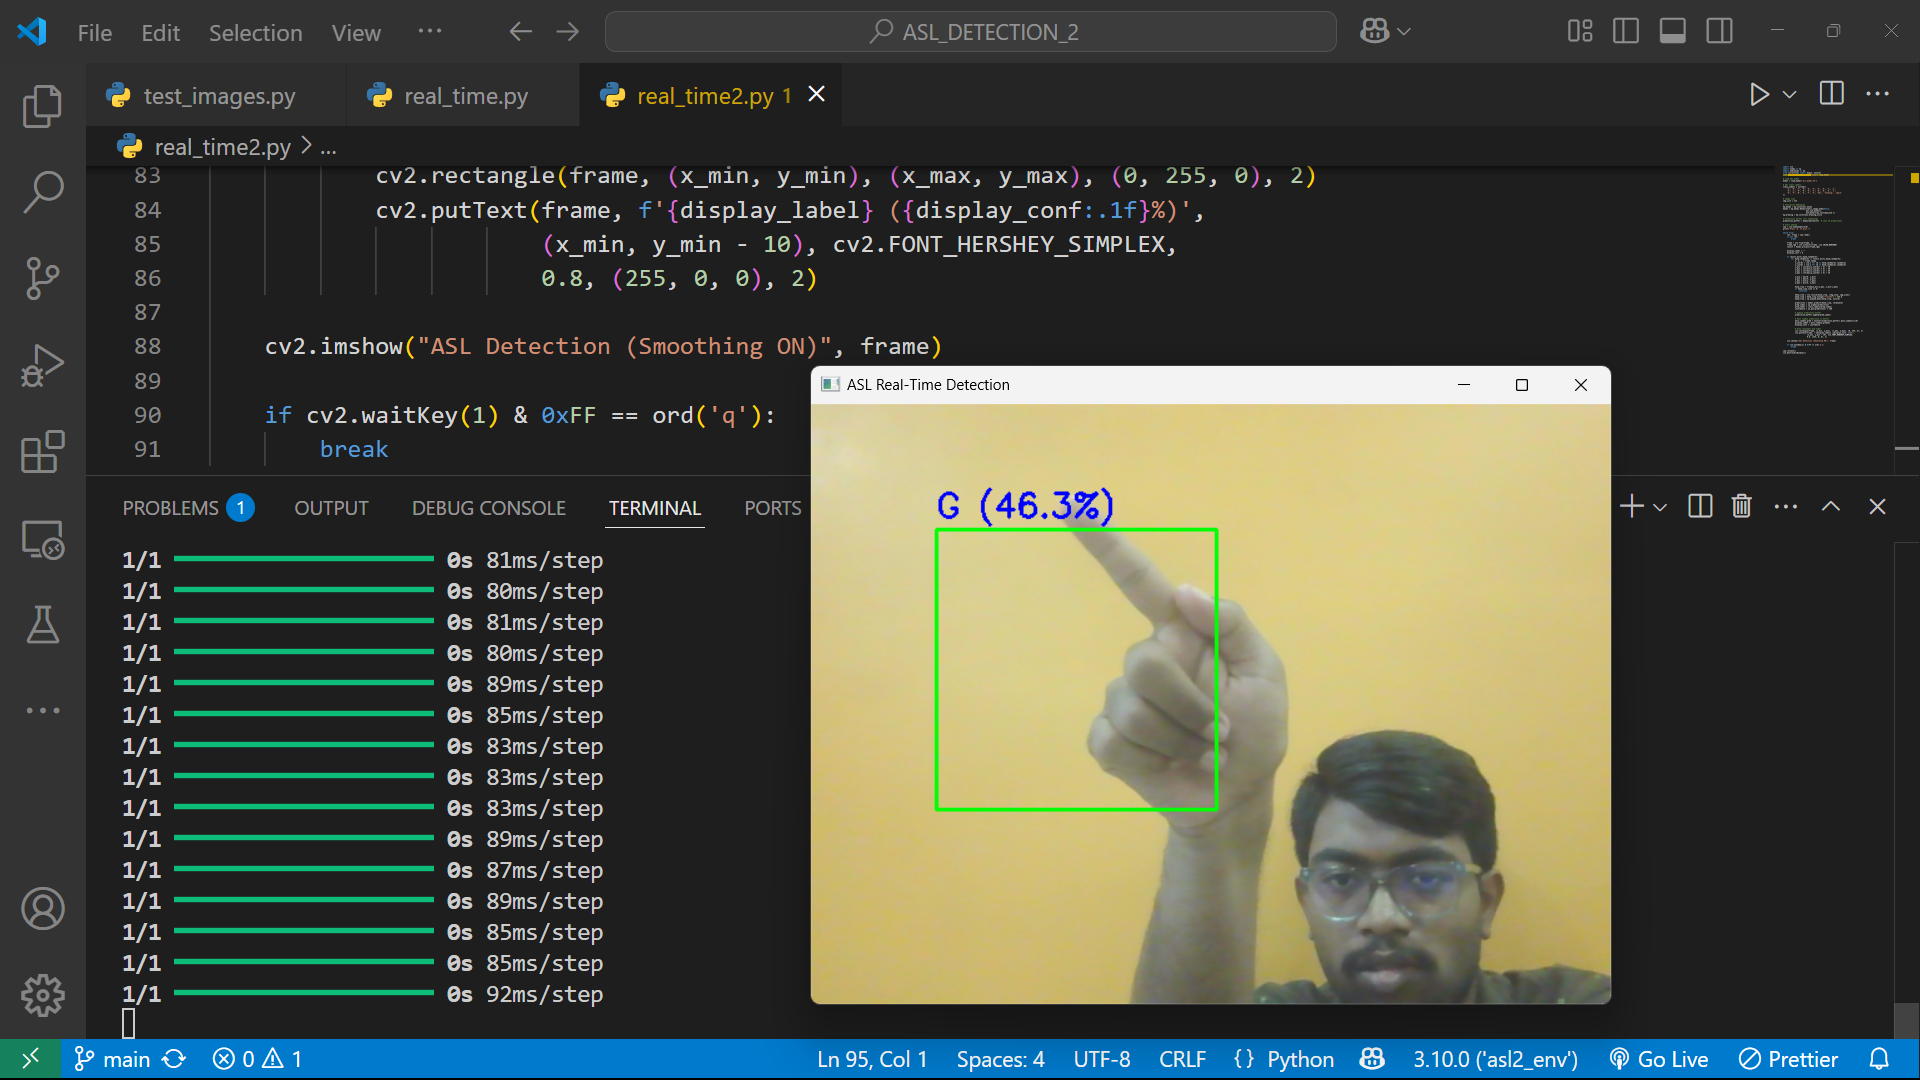 File Edit Selection View ··· ASL_DETECTION_2
test_images.py real_time.py real_time2.py 1
real_time2.py > ...
83 cv2.rectangle(frame, (x_min, y_min), (x_max, y_max), (0, 255, 0), 2)
84 cv2.putText(frame, f'{display_label} ({display_conf:.1f}%)',
85 (x_min, y_min - 10), cv2.FONT_HERSHEY_SIMPLEX,
86 0.8, (255, 0, 0), 2)
87
88 cv2.imshow("ASL Detection (Smoothing ON)", frame)
89
90 if cv2.waitKey(1) & 0xFF == ord('q'):
91 break
PROBLEMS 1 OUTPUT DEBUG CONSOLE TERMINAL PORTS
1/1 0s 81ms/step
1/1 0s 80ms/step
1/1 0s 81ms/step
1/1 0s 80ms/step
1/1 0s 89ms/step
1/1 0s 85ms/step
1/1 0s 83ms/step
1/1 0s 83ms/step
1/1 0s 83ms/step
1/1 0s 89ms/step
1/1 0s 87ms/step
1/1 0s 89ms/step
1/1 0s 85ms/step
1/1 0s 85ms/step
1/1 0s 92ms/step
ASL Real-Time Detection
G (46.3%)
main 0 1 Ln 95, Col 1 Spaces: 4 UTF-8 CRLF {} Python 3.10.0 ('asl2_env') Go Live Prettier